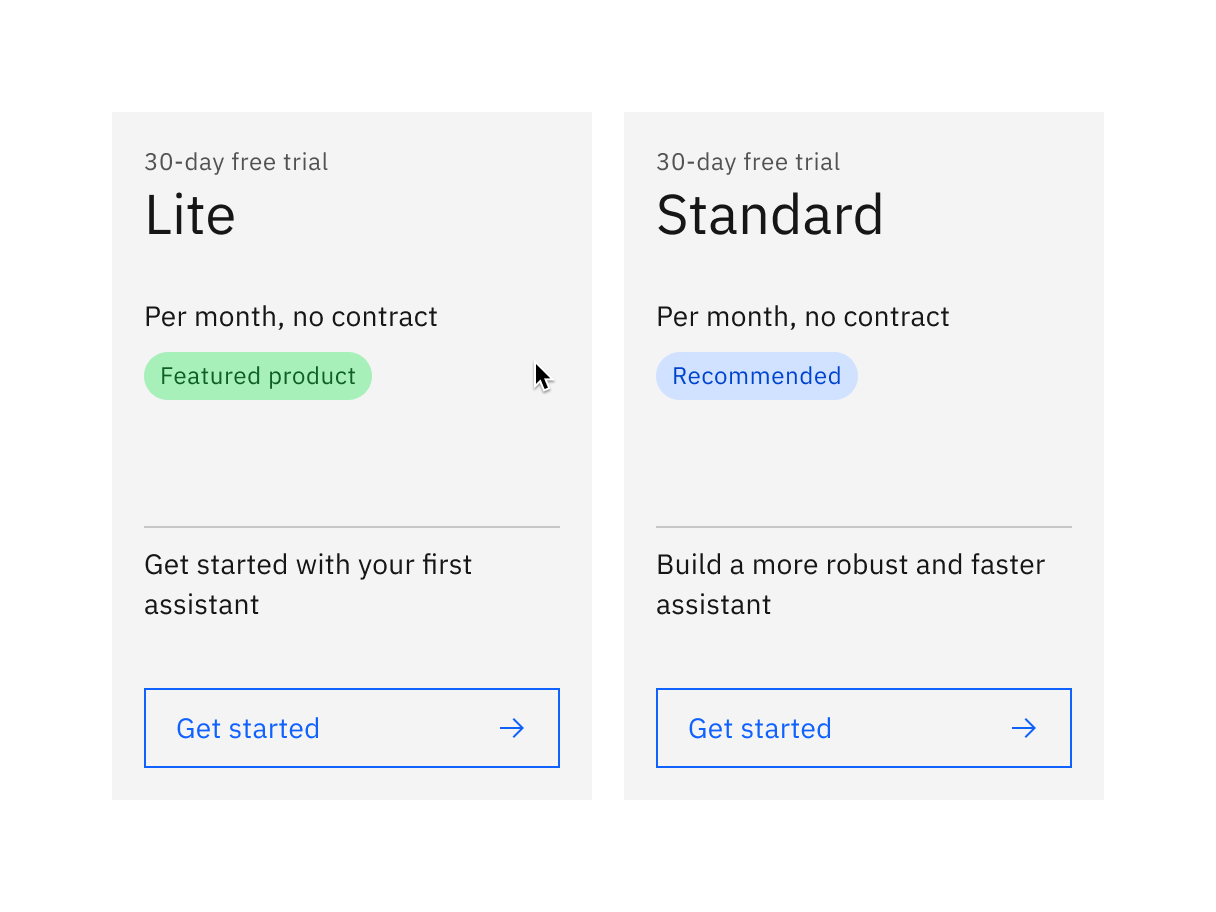 30-day free trial
Lite
Per month, no contract
Featured product
Get started with your first
assistant
Get started
30-day free trial
Standard
Per month, no contract
Recommended
Build a more robust and faster
assistant
Get started